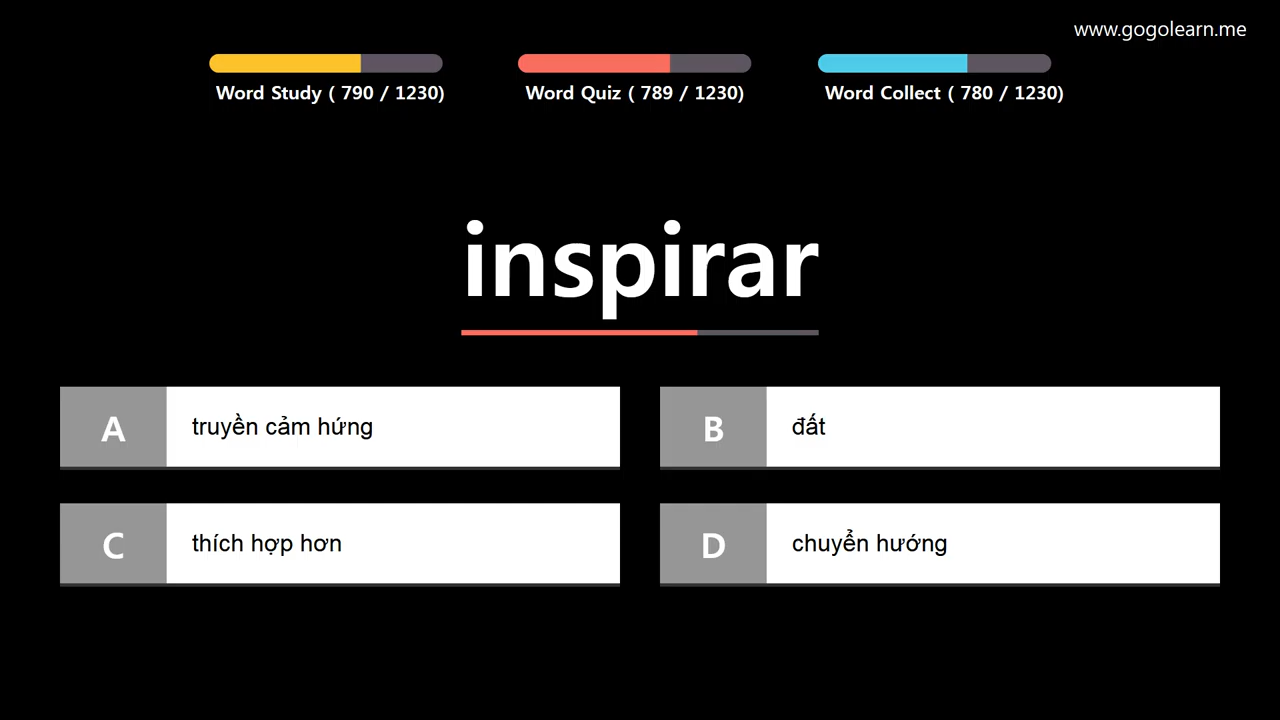 www.gogolearn.me
Word Study ( 790 / 1230)
Word Quiz ( 789 / 1230)
Word Collect ( 780 / 1230)
inspirar
A truyền cảm hứng
B đất
C thích hợp hơn
D chuyển hướng